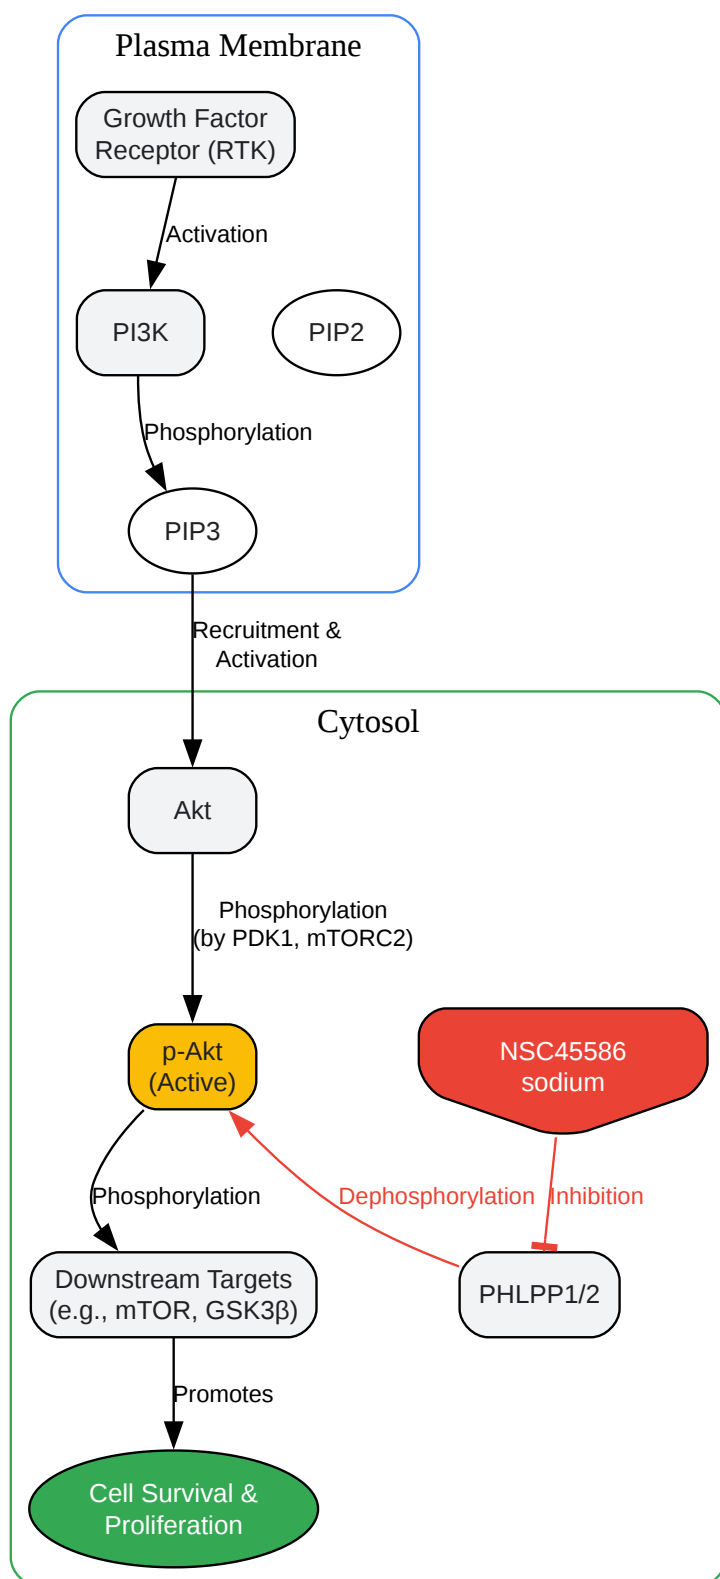 Plasma Membrane
Growth Factor
Receptor (RTK)
Activation
PI3K
PIP2
Phosphorylation
PIP3
Recruitment &
Activation
Cytosol
Akt
Phosphorylation
(by PDK1, mTORC2)
p-Akt
(Active)
NSC45586
sodium
Phosphorylation
Dephosphorylation
Inhibition
Downstream Targets
(e.g., mTOR, GSK3β)
PHLPP1/2
Promotes
Cell Survival &
Proliferation